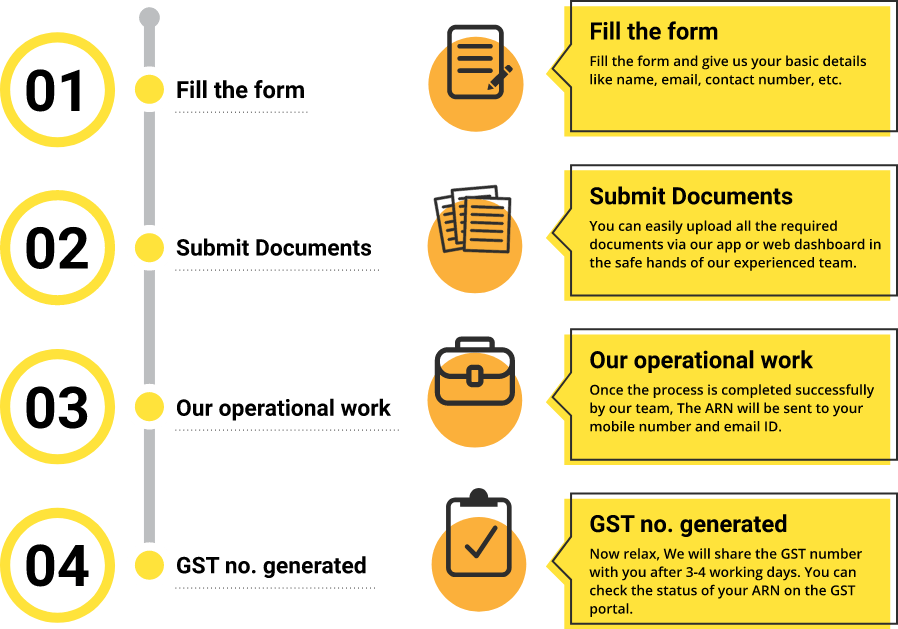 01
Fill the form
Fill the form
Fill the form and give us your basic details
like name, email, contact number, etc.
02
Submit Documents
Submit Documents
You can easily upload all the required
documents via our app or web dashboard in
the safe hands of our experienced team.
03
Our operational work
Our operational work
Once the process is completed successfully
by our team, The ARN will be sent to your
mobile number and email ID.
04
GST no. generated
GST no. generated
Now relax, We will share the GST number
with you after 3-4 working days. You can
check the status of your ARN on the GST
portal.